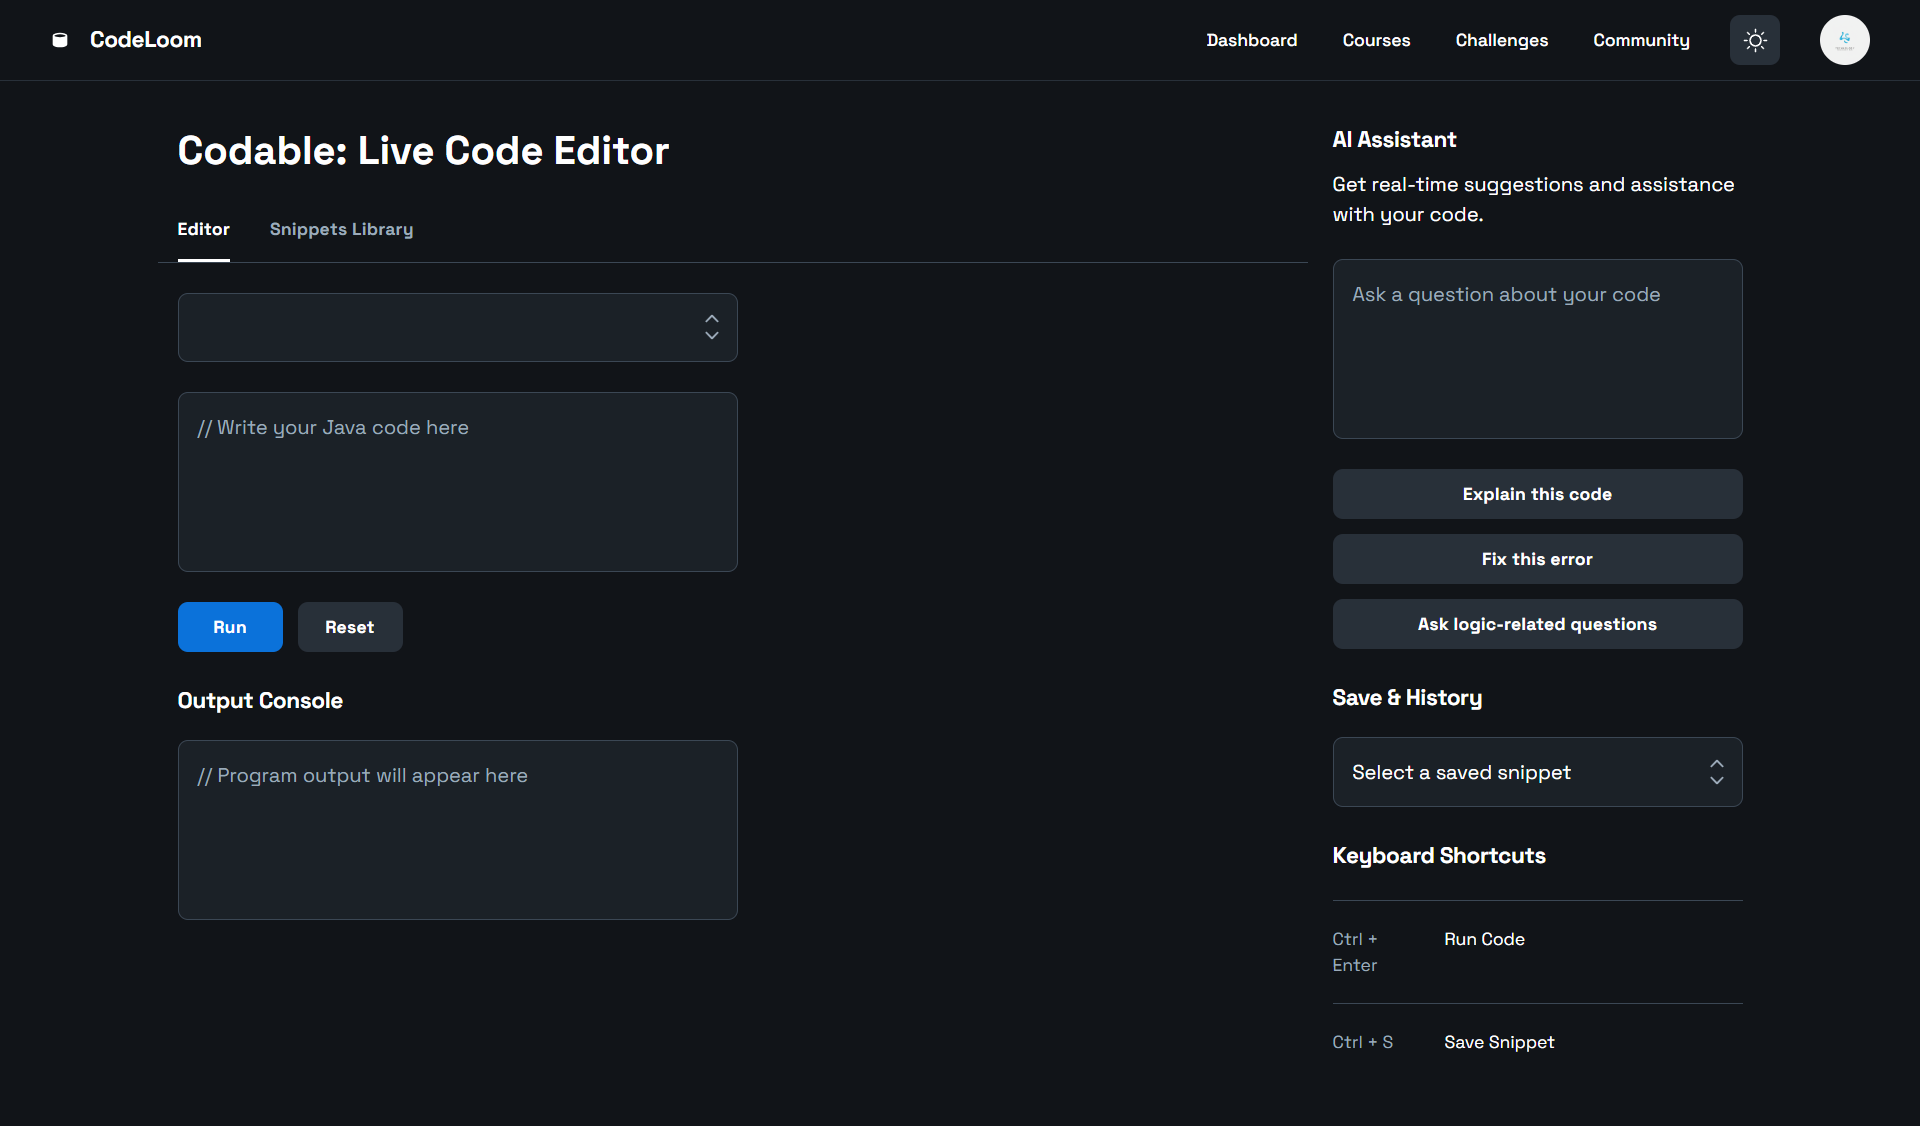 CodeLoom
Dashboard
Courses
Challenges
Community
Codable: Live Code Editor
Editor
Snippets Library
// Write your Java code here
Run
Reset
Output Console
// Program output will appear here
AI Assistant
Get real-time suggestions and assistance
with your code.
Ask a question about your code
Explain this code
Fix this error
Ask logic-related questions
Save & History
Select a saved snippet
Keyboard Shortcuts
Ctrl +
Enter
Run Code
Ctrl + S
Save Snippet